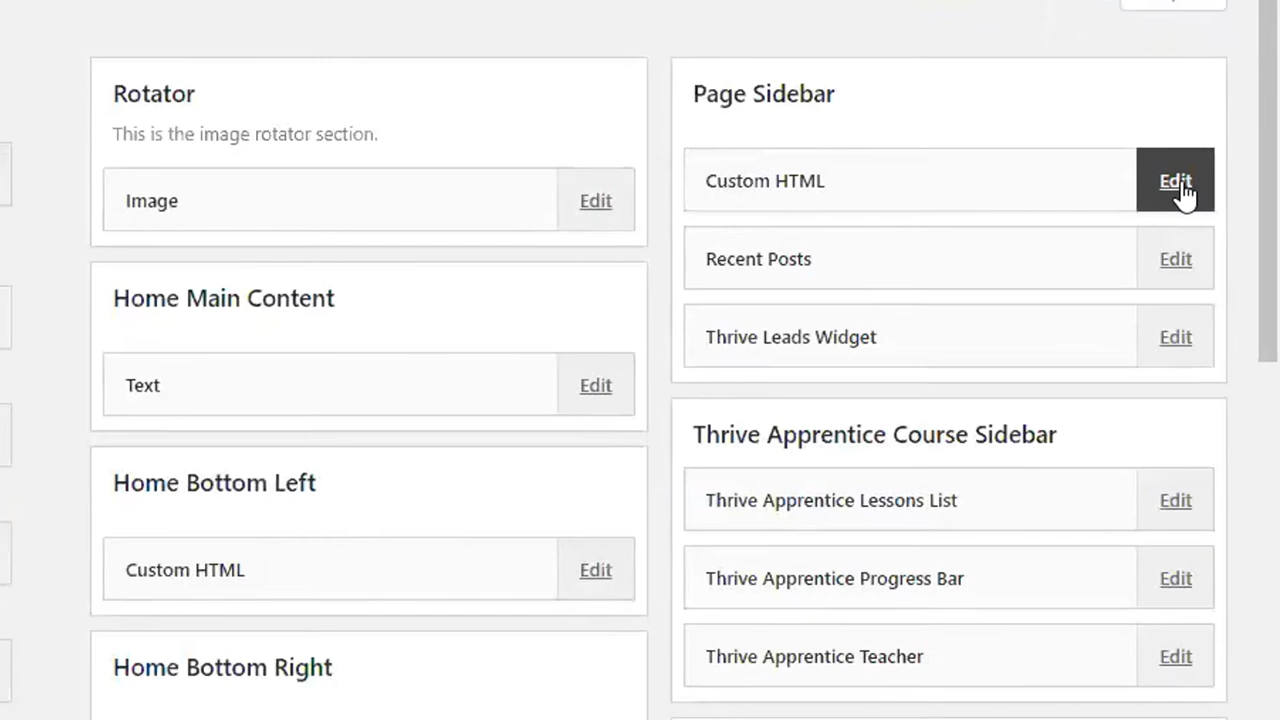 Rotator
This is the image rotator section.
Image Edit
Home Main Content
Text Edit
Home Bottom Left
Custom HTML Edit
Home Bottom Right
Page Sidebar
Custom HTML Edit
Recent Posts Edit
Thrive Leads Widget Edit
Thrive Apprentice Course Sidebar
Thrive Apprentice Lessons List Edit
Thrive Apprentice Progress Bar Edit
Thrive Apprentice Teacher Edit